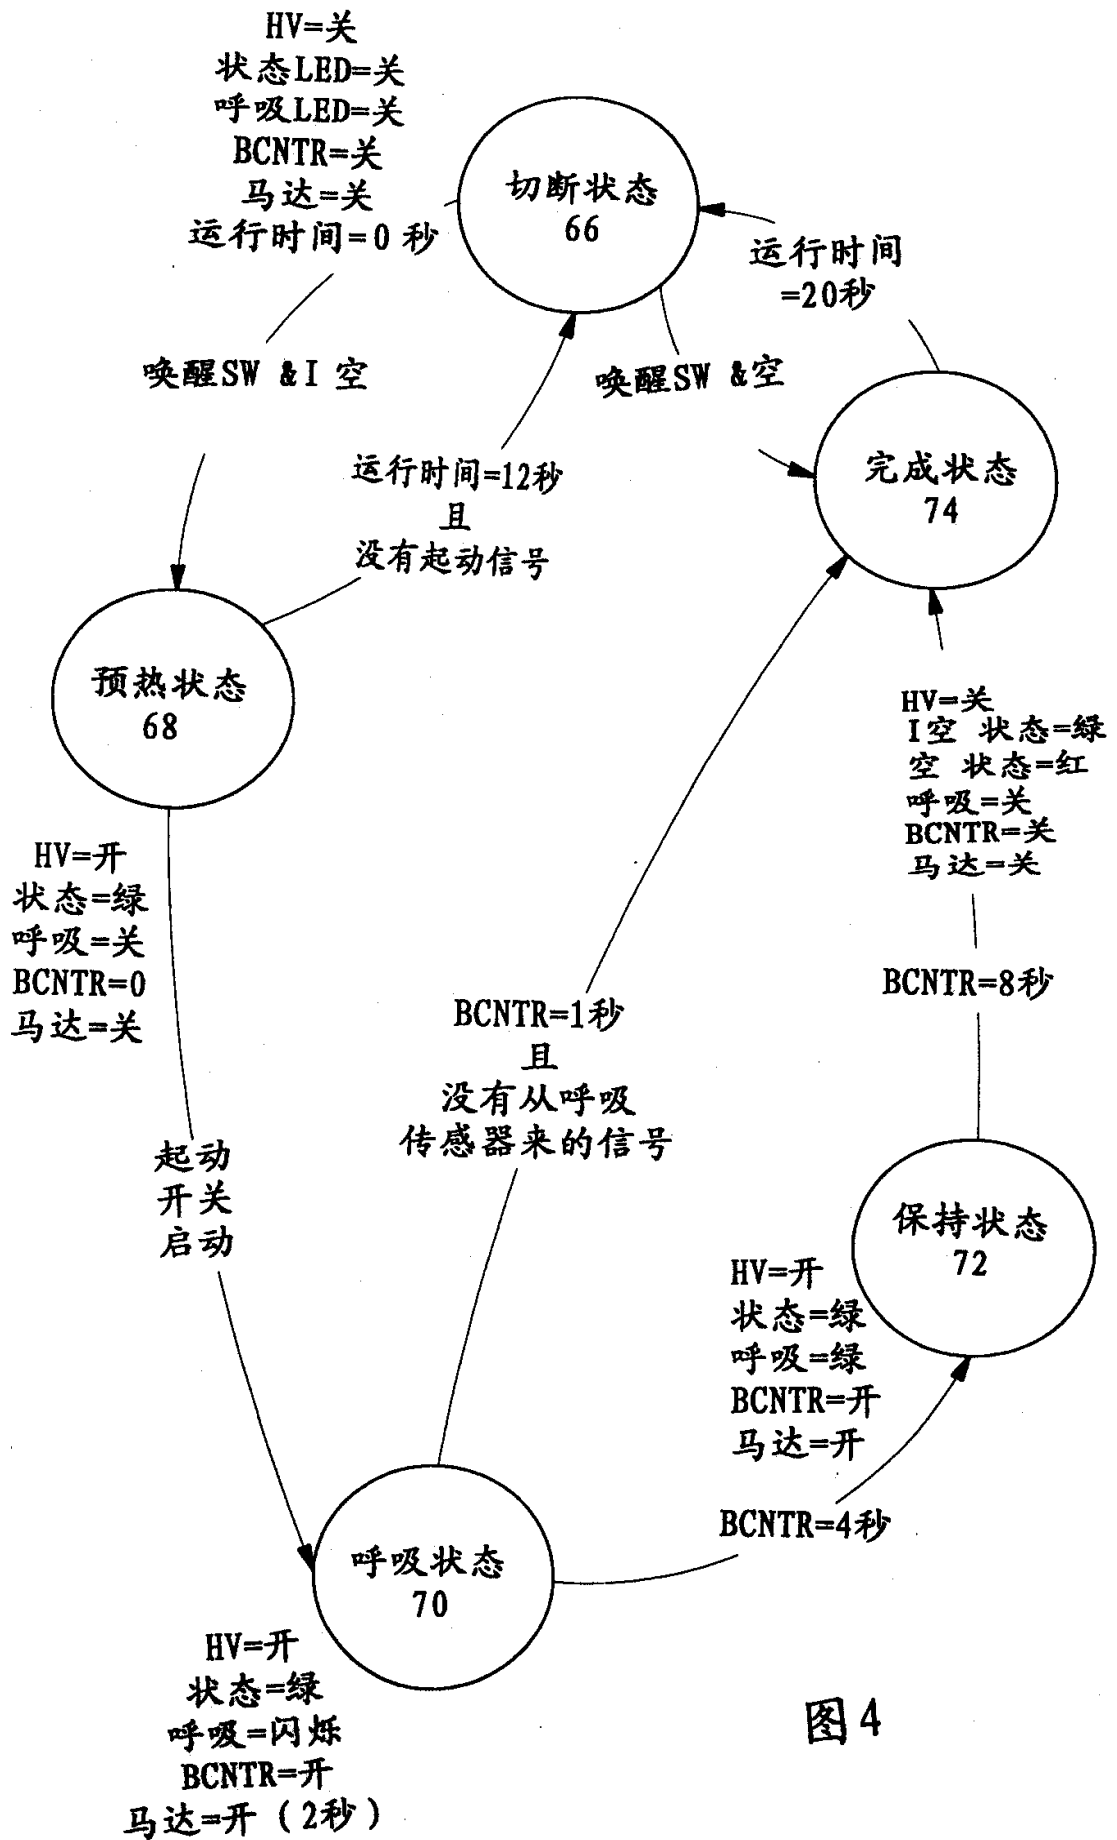 HV=关
状态LED=关
呼吸LED=关
BCNTR=关
马达=关
运行时间=0 秒
切断状态
66
运行时间
=20秒
唤醒SW &I 空
唤醒SW &空
运行时间=12秒
且
没有起动信号
完成状态
74
预热状态
68
HV=关
I空 状态=绿
空 状态=红
呼吸=关
BCNTR=关
马达=关
HV=开
状态=绿
呼吸=关
BCNTR=0
马达=关
BCNTR=8秒
BCNTR=1秒
且
没有从呼吸
传感器来的信号
起动
开关
启动
保持状态
72
HV=开
状态=绿
呼吸=绿
BCNTR=开
马达=开
BCNTR=4秒
呼吸状态
70
HV=开
状态=绿
呼吸=闪烁
BCNTR=开
马达=开 (2秒)
图4